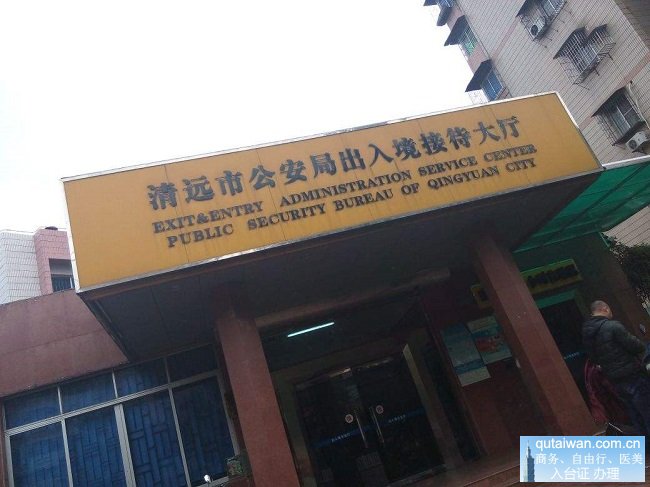 清远市公安局出入境接待大厅
EXIT&ENTRY ADMINISTRATION SERVICE CENTER
PUBLIC SECURITY BUREAU OF QINGYUAN CITY
qutaiwan.com.cn
商务、自由行、医美
入台证 办理